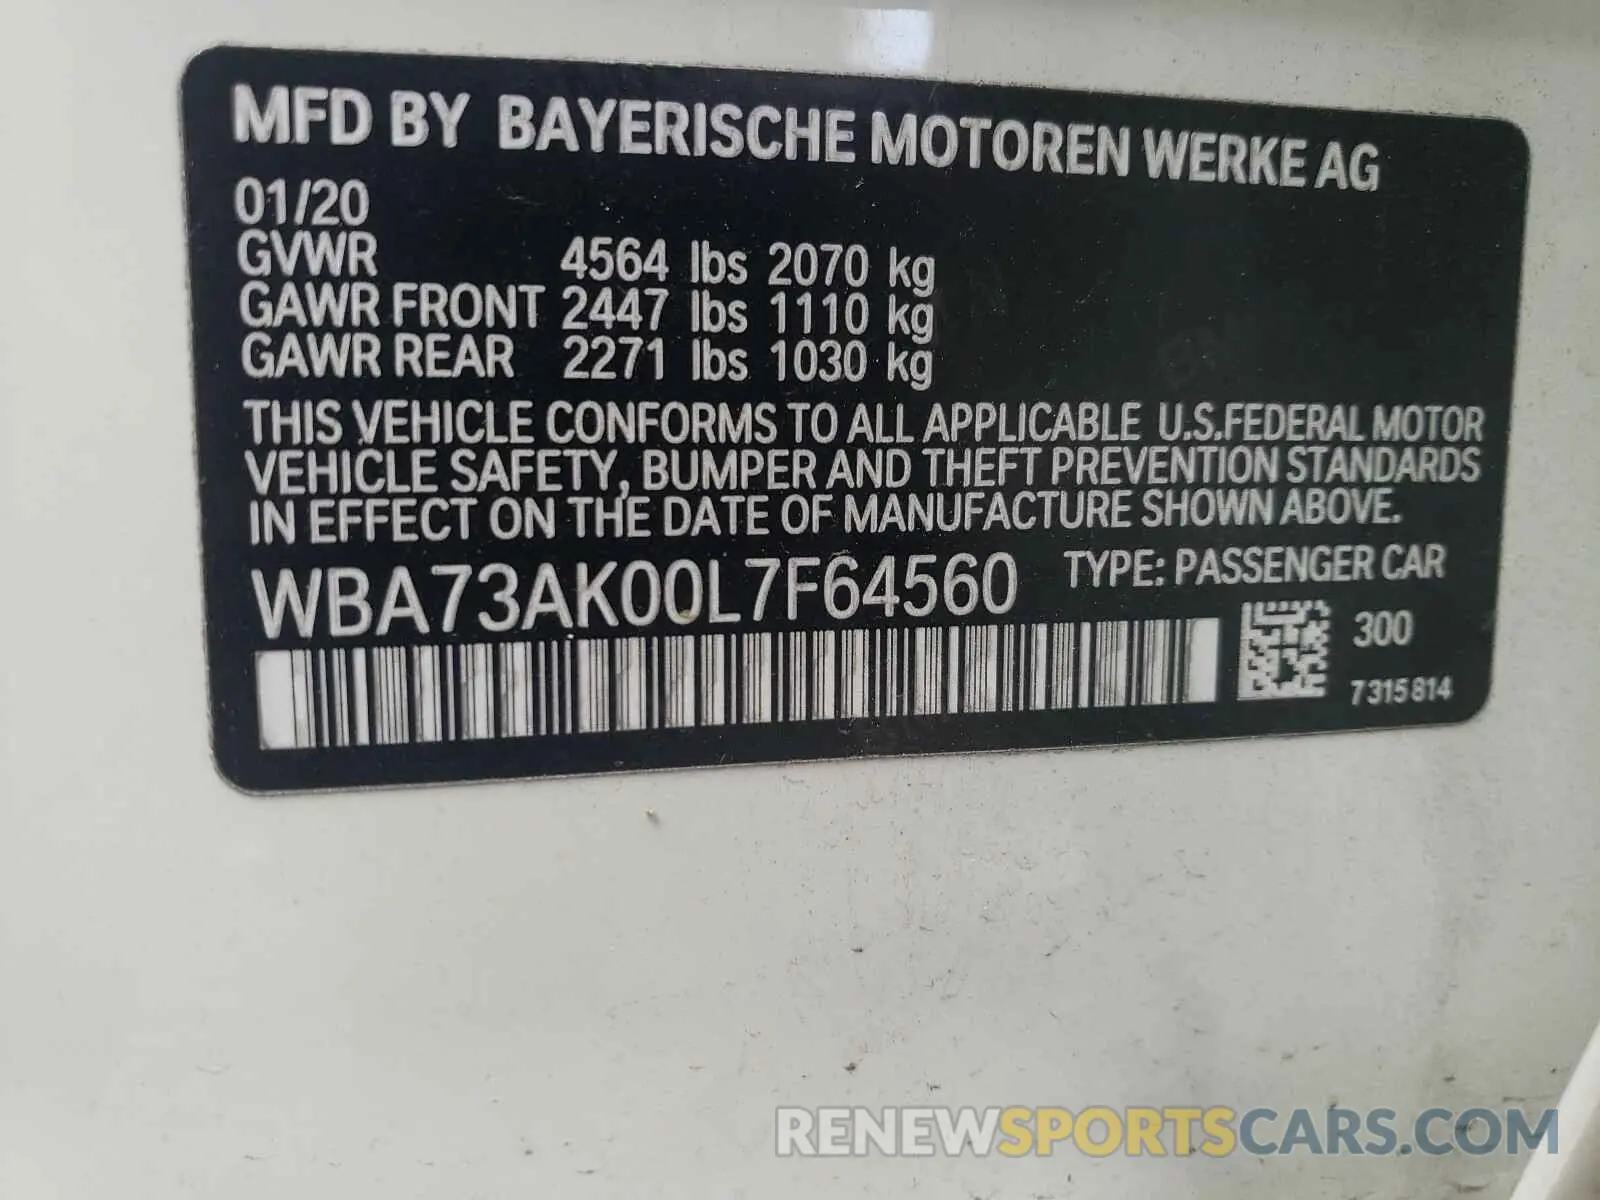 MFD BY BAYERISCHE MOTOREN WERKE AG
01/20
GVWR 4564 lbs 2070 kg
GAWR FRONT 2447 lbs 1110 kg
GAWR REAR 2271 lbs 1030 kg
THIS VEHICLE CONFORMS TO ALL APPLICABLE U.S.FEDERAL MOTOR
VEHICLE SAFETY, BUMPER AND THEFT PREVENTION STANDARDS
IN EFFECT ON THE DATE OF MANUFACTURE SHOWN ABOVE.
WBA73AK00L7F64560 TYPE: PASSENGER CAR
300
7315814
RENEWSPORTSCARS.COM